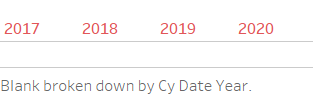 2017 2018 2019 2020
Blank broken down by Cy Date Year.